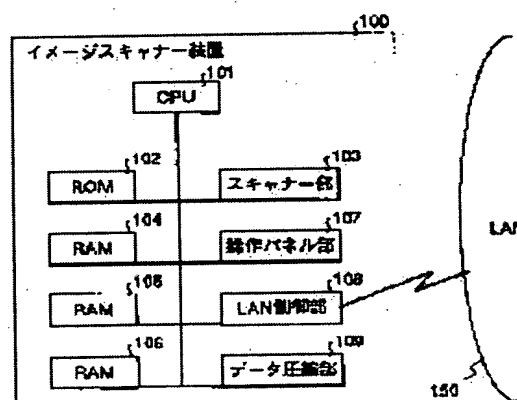 100
イメージスキャナー装置
101
CPU
102
ROM
103
スキャナー部
104
RAM
107
操作パネル部
105
RAM
108
LAN制御部
106
RAM
109
データ圧縮部
LAN
150